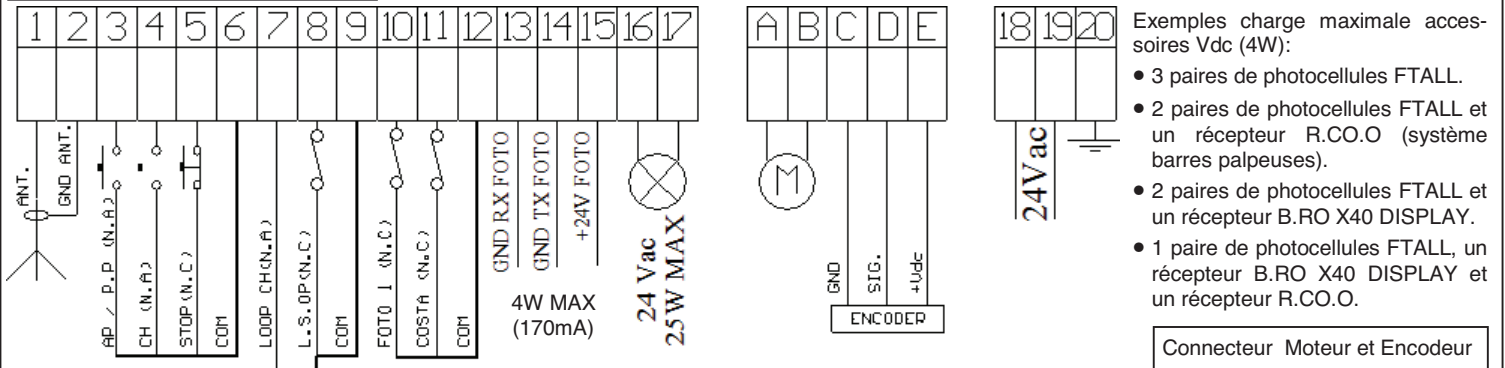 1 2 3 4 5 6 7 8 9 10 11 12 13 14 15 16 17
A B C D E
18 19 20
ANT.
GND ANT.
AP / P.P (N.A)
CH (N.A)
STOP(N.C)
COM
LOOP CH(N.A)
L.S.OP(N.C)
COM
FOTO 1 (N.C)
COSTA (N.C)
COM
GND RX FOTO
GND TX FOTO
+24V FOTO
4W MAX
(170mA)
24 Vac
25W MAX
M
GND
SIG.
+Vdc
ENCODER
24Vac
Exemples charge maximale acces-
soires Vdc (4W):
• 3 paires de photocellules FTALL.
• 2 paires de photocellules FTALL et
un récepteur R.CO.O (système
barres palpeuses).
• 2 paires de photocellules FTALL et
un récepteur B.RO X40 DISPLAY.
• 1 paire de photocellules FTALL, un
récepteur B.RO X40 DISPLAY et
un récepteur R.CO.O.
Connecteur Moteur et Encodeur